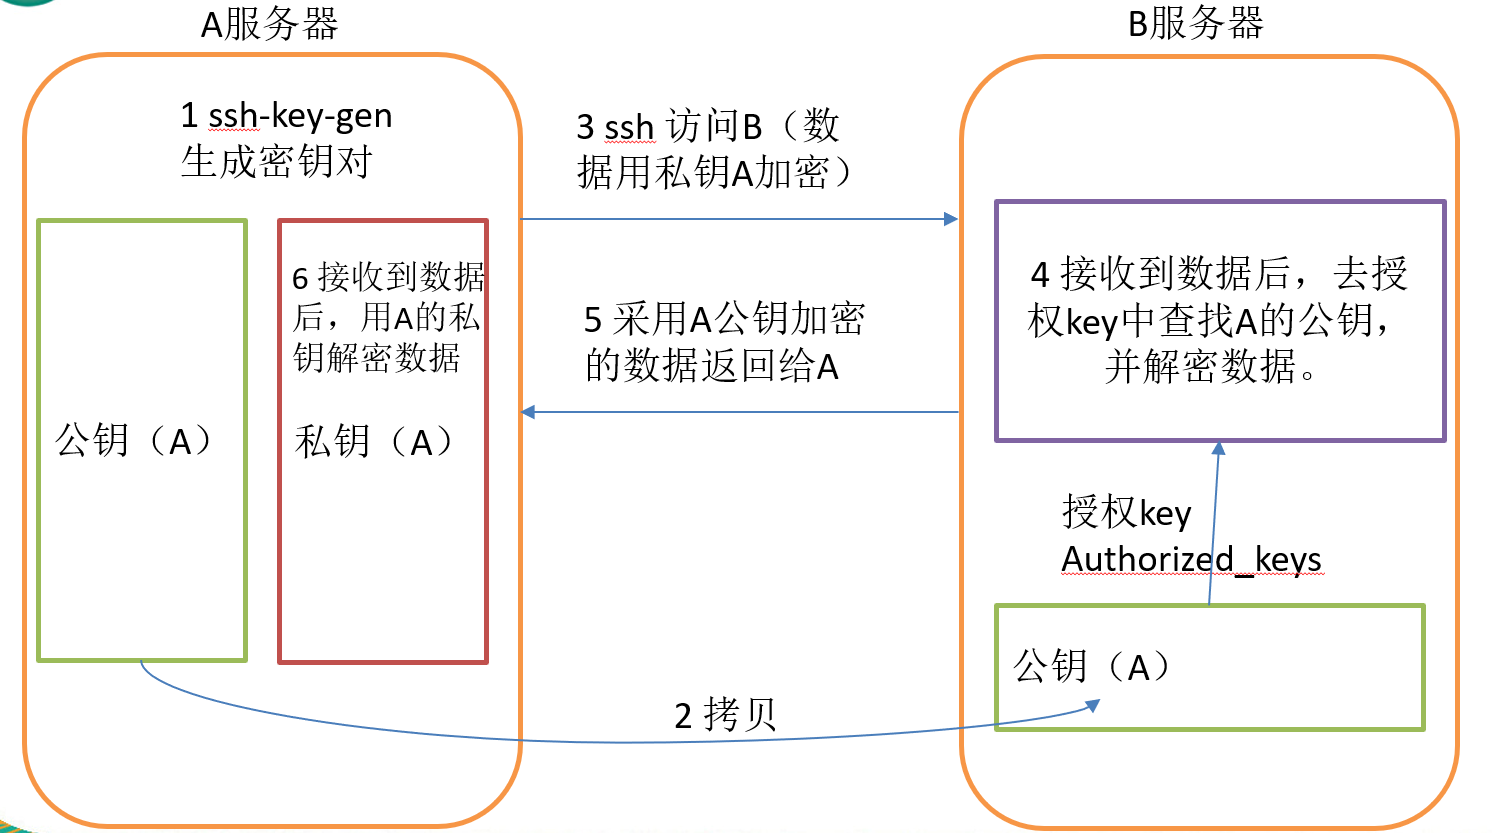 A服务器
1 ssh-key-gen
生成密钥对
公钥（A）
6 接收到数据
后，用A的私
钥解密数据
私钥（A）
3 ssh 访问B（数
据用私钥A加密）
5 采用A公钥加密
的数据返回给A
2 拷贝
B服务器
4 接收到数据后，去授
权key中查找A的公钥，
并解密数据。
授权key
Authorized_keys
公钥（A）